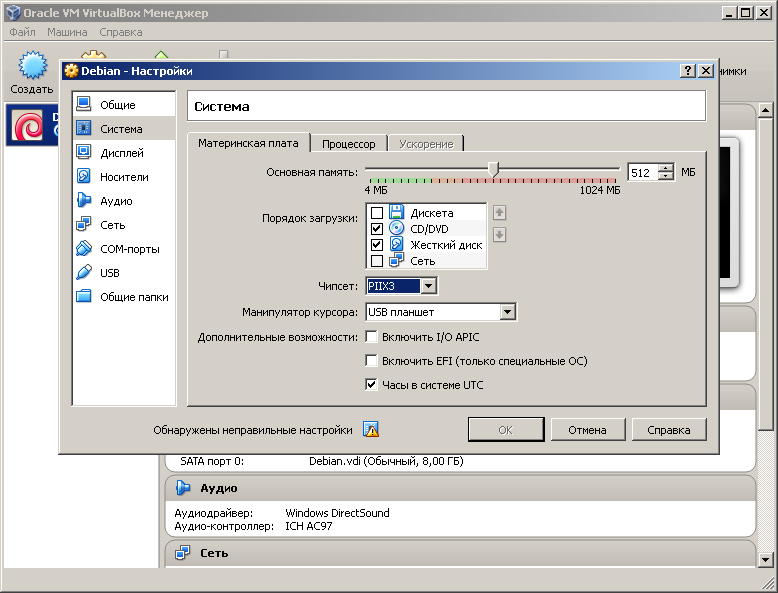 Oracle VM VirtualBox Менеджер
Файл Машина Справка
Создать
Debian - Настройки
Общие
Система
Дисплей
Носители
Аудио
Сеть
COM-порты
USB
Общие папки
Система
Материнская плата Процессор Ускорение
Основная память: 512 МБ
4 МБ 1024 МБ
Порядок загрузки:
Дискета
CD/DVD
Жесткий диск
Сеть
Чипсет: PIIX3
Манипулятор курсора: USB планшет
Дополнительные возможности: Включить I/O APIC
Включить EFI (только специальные ОС)
Часы в системе UTC
Обнаружены неправильные настройки
OK Отмена Справка
SATA порт 0: Debian.vdi (Обычный, 8,00 ГБ)
Аудио
Аудиодрайвер: Windows DirectSound
Аудио-контроллер: ICH AC97
Сеть